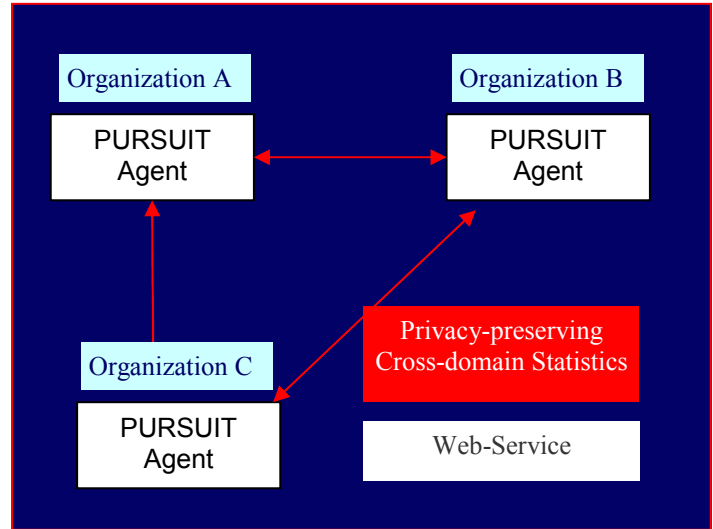 Organization A
PURSUIT
Agent
Organization B
PURSUIT
Agent
Organization C
PURSUIT
Agent
Privacy-preserving
Cross-domain Statistics
Web-Service